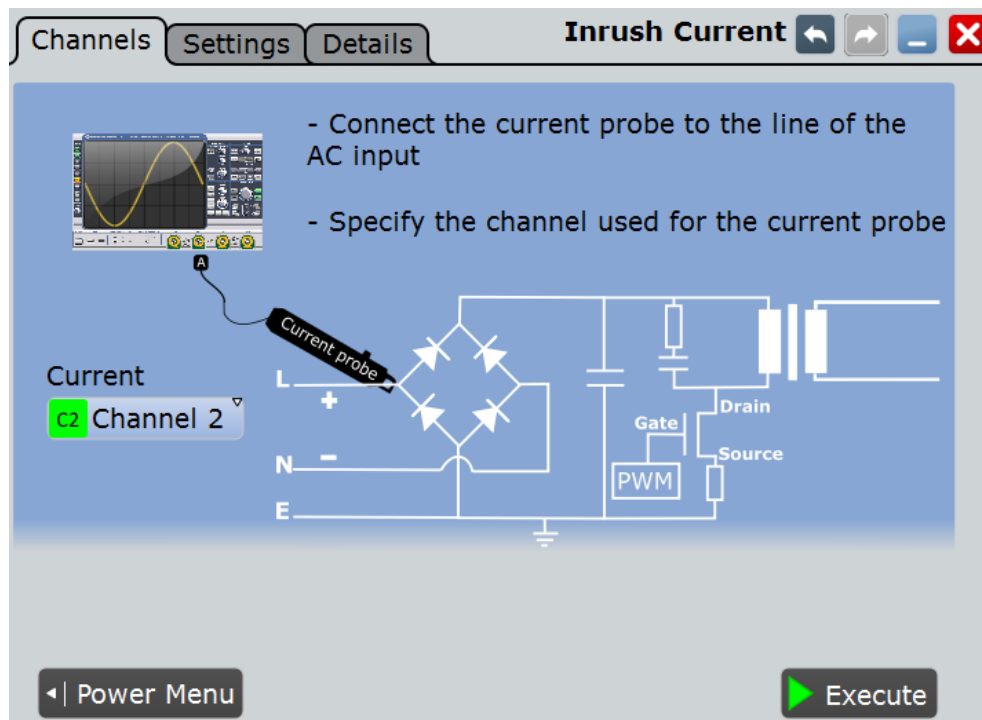 Channels Settings Details Inrush Current
- Connect the current probe to the line of the
AC input
- Specify the channel used for the current probe
A
Current probe
Current
C2 Channel 2
L
+
N
-
E
Drain
Gate
Source
PWM
Power Menu
Execute